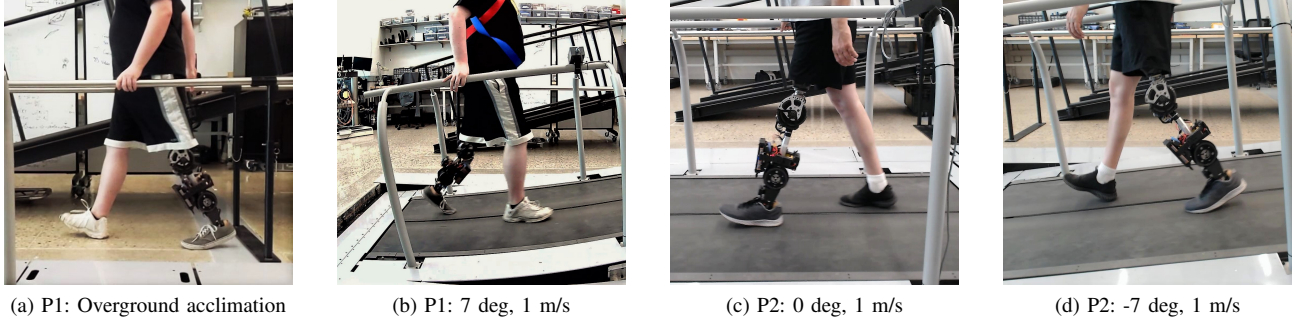 (a) P1: Overground acclimation
(b) P1: 7 deg, 1 m/s
(c) P2: 0 deg, 1 m/s
(d) P2: -7 deg, 1 m/s